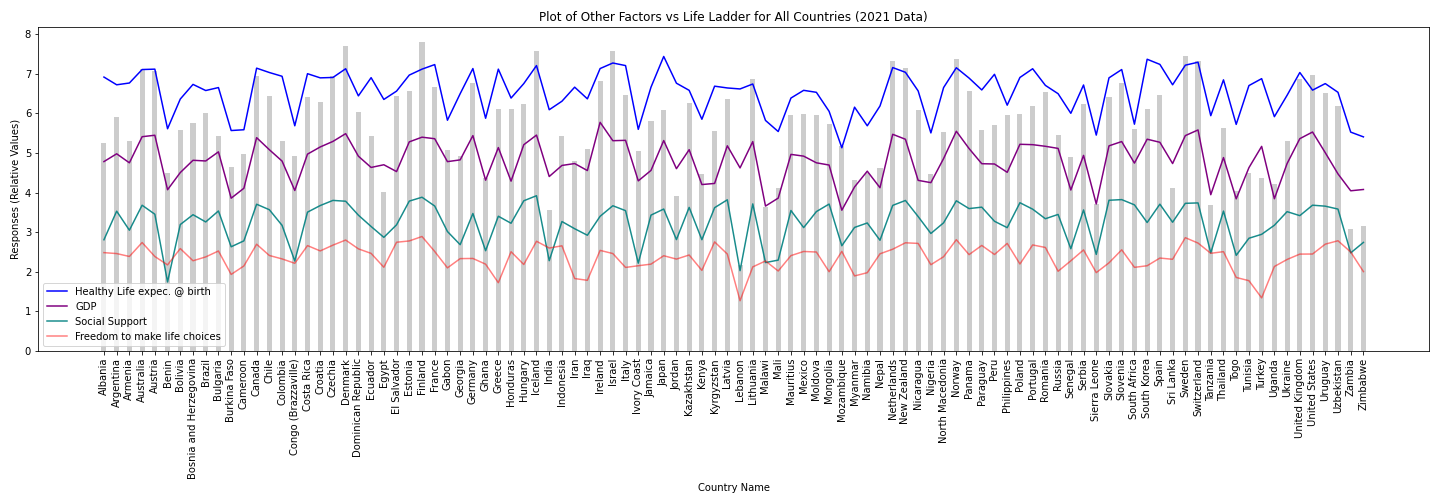 Plot of Other Factors vs Life Ladder for All Countries (2021 Data)
8
7
6
5
4
3
2
1
0
Responses (Relative Values)
Healthy Life expec. @ birth
GDP
Social Support
Freedom to make life choices
Albania
Argentina
Armenia
Australia
Austria
Benin
Bolivia
Bosnia and Herzegovina
Brazil
Bulgaria
Burkina Faso
Cameroon
Canada
Chile
Colombia
Congo (Brazzaville)
Costa Rica
Croatia
Czechia
Denmark
Dominican Republic
Ecuador
Egypt
El Salvador
Estonia
Finland
France
Gabon
Georgia
Germany
Ghana
Greece
Honduras
Hungary
Iceland
India
Indonesia
Iran
Iraq
Ireland
Israel
Italy
Ivory Coast
Jamaica
Japan
Jordan
Kazakhstan
Kenya
Kyrgyzstan
Latvia
Lebanon
Lithuania
Malawi
Mali
Mauritius
Mexico
Moldova
Mongolia
Mozambique
Myanmar
Namibia
Nepal
Netherlands
New Zealand
Nicaragua
Nigeria
North Macedonia
Norway
Panama
Paraguay
Peru
Philippines
Poland
Portugal
Romania
Russia
Senegal
Serbia
Sierra Leone
Slovakia
Slovenia
South Africa
South Korea
Spain
Sri Lanka
Sweden
Switzerland
Tanzania
Thailand
Togo
Tunisia
Turkey
Uganda
Ukraine
United Kingdom
United States
Uruguay
Uzbekistan
Zambia
Zimbabwe
Country Name